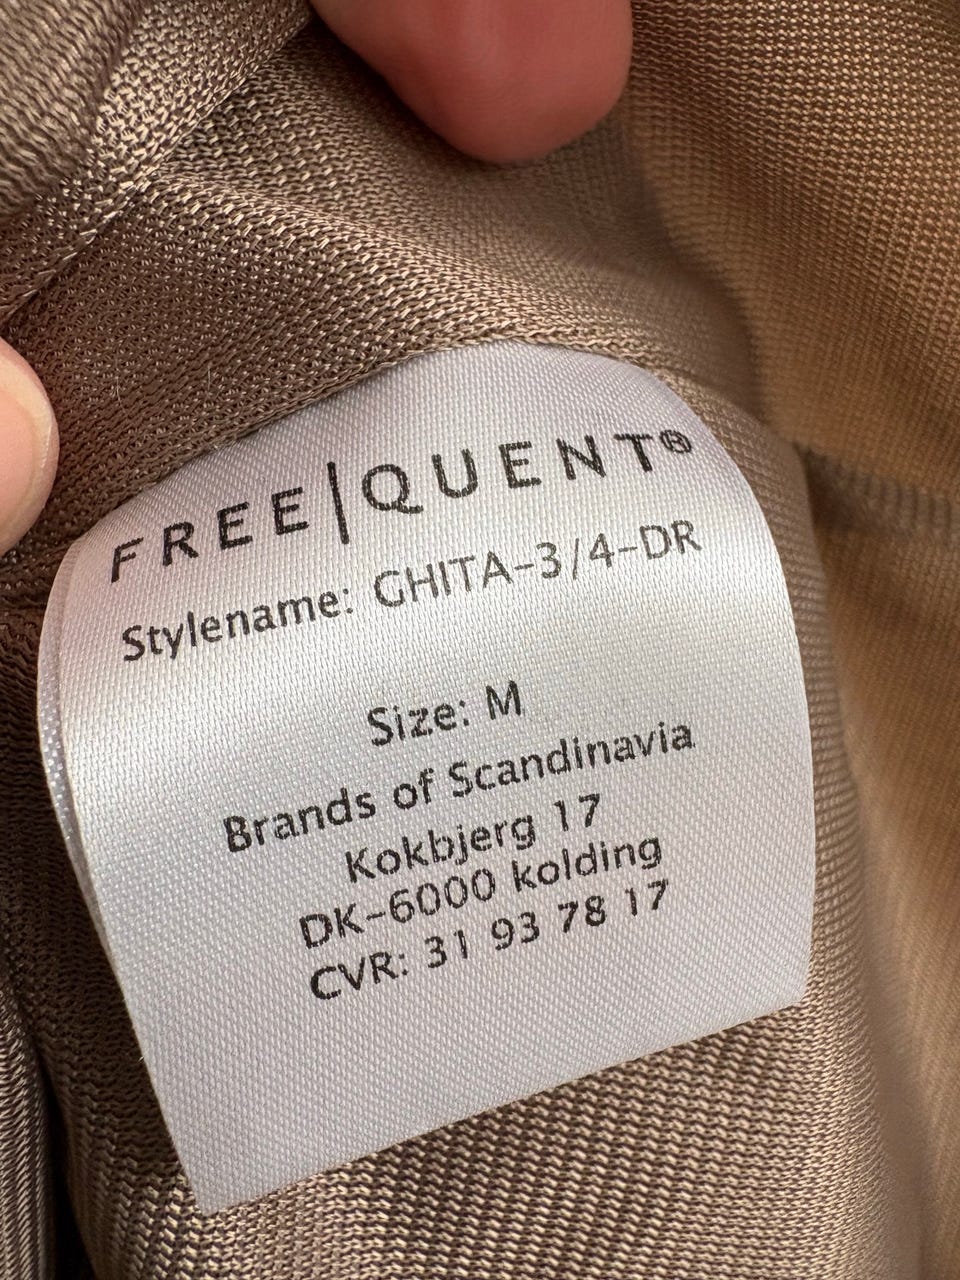 FREE|QUENT®
Stylename: GHITA-3/4-DR
Size: M
Brands of Scandinavia
Kokbjerg 17
DK-6000 kolding
CVR: 31 93 78 17